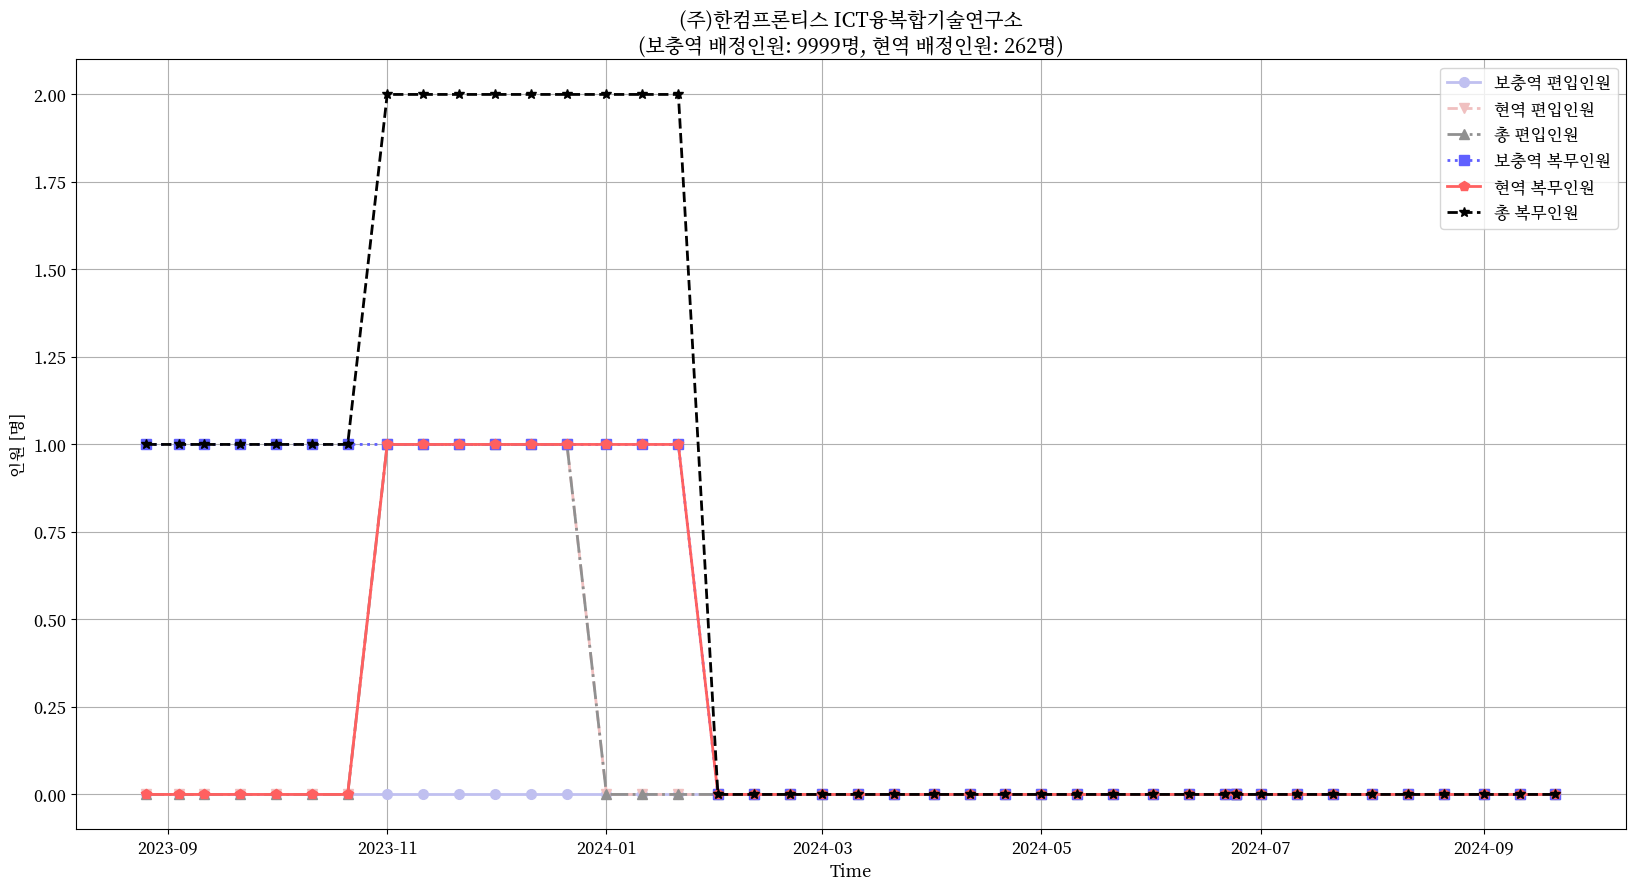 (주)한컴프론티스 ICT융복합기술연구소
(보충역 배정인원: 9999명, 현역 배정인원: 262명)
보충역 편입인원
현역 편입인원
총 편입인원
보충역 복무인원
현역 복무인원
총 복무인원
인원 [명]
2.00
1.75
1.50
1.25
1.00
0.75
0.50
0.25
0.00
2023-09
2023-11
2024-01
2024-03
2024-05
2024-07
2024-09
Time